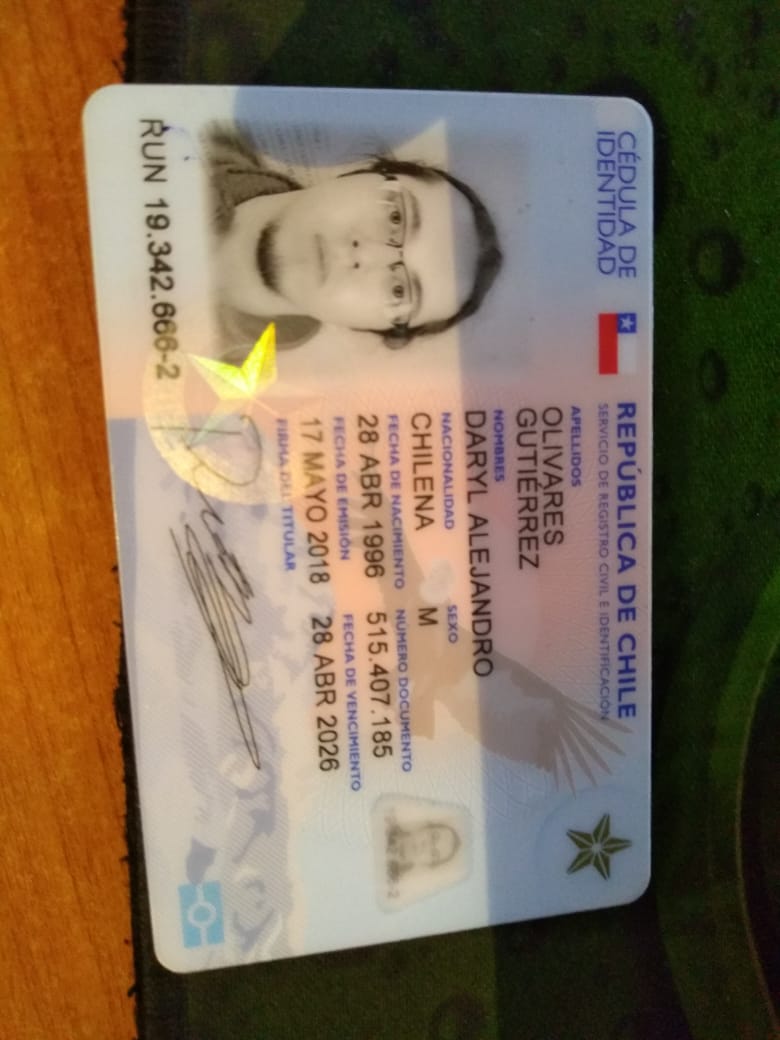 CÉDULA DE
IDENTIDAD
REPÚBLICA DE CHILE
SERVICIO DE REGISTRO CIVIL E IDENTIFICACIÓN
APELLIDOS
OLIVARES
GUTIÉRREZ
NOMBRES
DARYL ALEJANDRO
NACIONALIDAD SEXO
CHILENA M
FECHA DE NACIMIENTO NÚMERO DOCUMENTO
28 ABR 1996 515.407.185
FECHA DE EMISIÓN FECHA DE VENCIMIENTO
17 MAYO 2018 28 ABR 2026
FIRMA DEL TITULAR
RUN 19.342.666-2